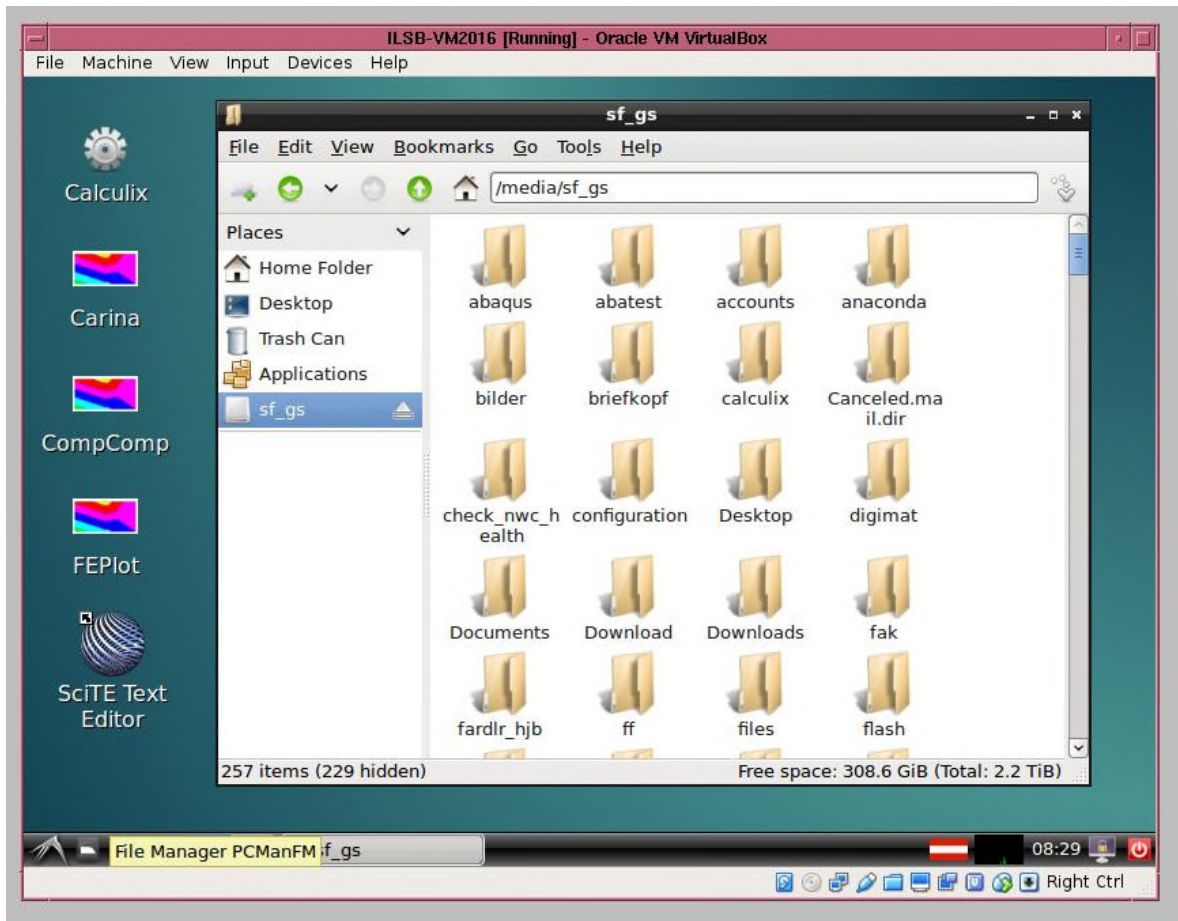 ILSB-VM2016 [Running] - Oracle VM VirtualBox
File Machine View Input Devices Help
sf_gs
File Edit View Bookmarks Go Tools Help
/media/sf_gs
Calculix
Carina
CompComp
FEPlot
SciTE Text
Editor
Places
Home Folder
Desktop
Trash Can
Applications
sf_gs
abaqus abatest accounts anaconda
bilder briefkopf calculix Canceled.ma
il.dir
check_nwc_h configuration Desktop digimat
ealth
Documents Download Downloads fak
fardlr_hjb ff files flash
257 items (229 hidden) Free space: 308.6 GiB (Total: 2.2 TiB)
File Manager PCManFM sf_gs 08:29
Right Ctrl